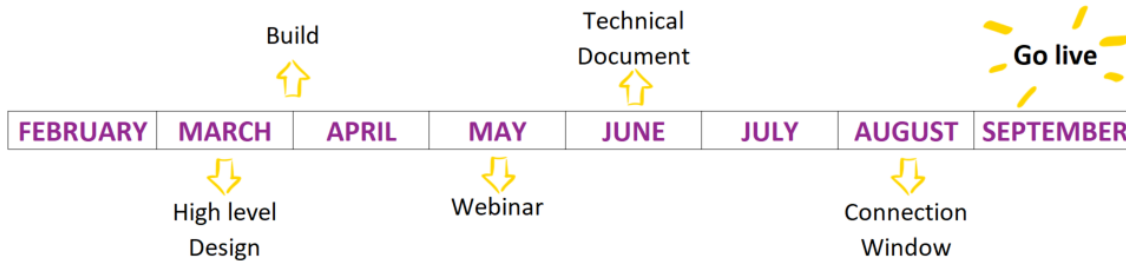 Build
Technical
Document
Go live
FEBRUARY MARCH APRIL MAY JUNE JULY AUGUST SEPTEMBER
High level
Design
Webinar
Connection
Window